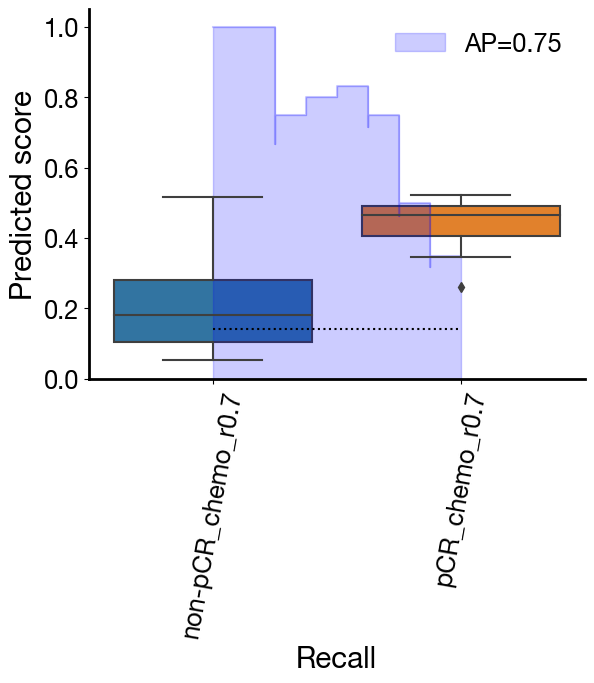 1.0
0.8
0.6
0.4
0.2
0.0
Predicted score
AP=0.75
non-pCR_chemo_r0.7
pCR_chemo_r0.7
Recall